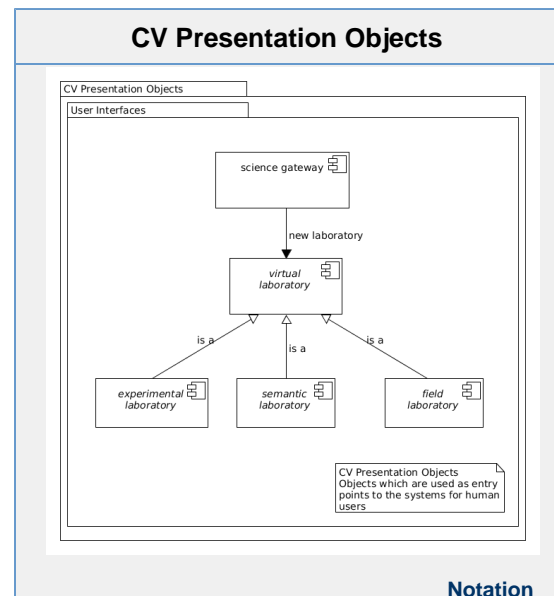 CV Presentation Objects
CV Presentation Objects
User Interfaces
science gateway
new laboratory
virtual
laboratory
is a
is a
is a
experimental
laboratory
semantic
laboratory
field
laboratory
CV Presentation Objects
Objects which are used as entry
points to the systems for human
users
Notation